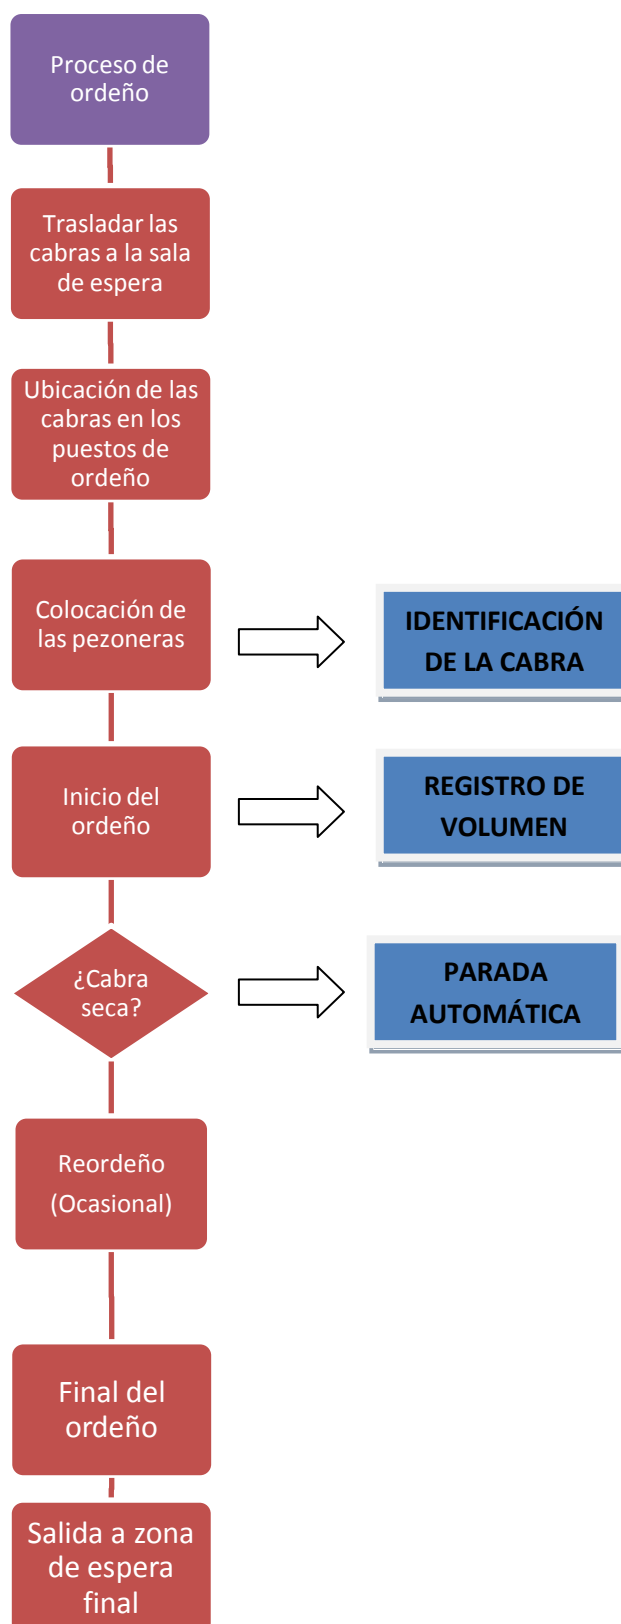 Proceso de
ordeño
Trasladar las
cabras a la sala
de espera
Ubicación de las
cabras en los
puestos de
ordeño
Colocación de
las pezoneras
IDENTIFICACIÓN
DE LA CABRA
Inicio del
ordeño
REGISTRO DE
VOLUMEN
¿Cabra
seca?
PARADA
AUTOMÁTICA
Reordeño
(Ocasional)
Final del
ordeño
Salida a zona
de espera
final